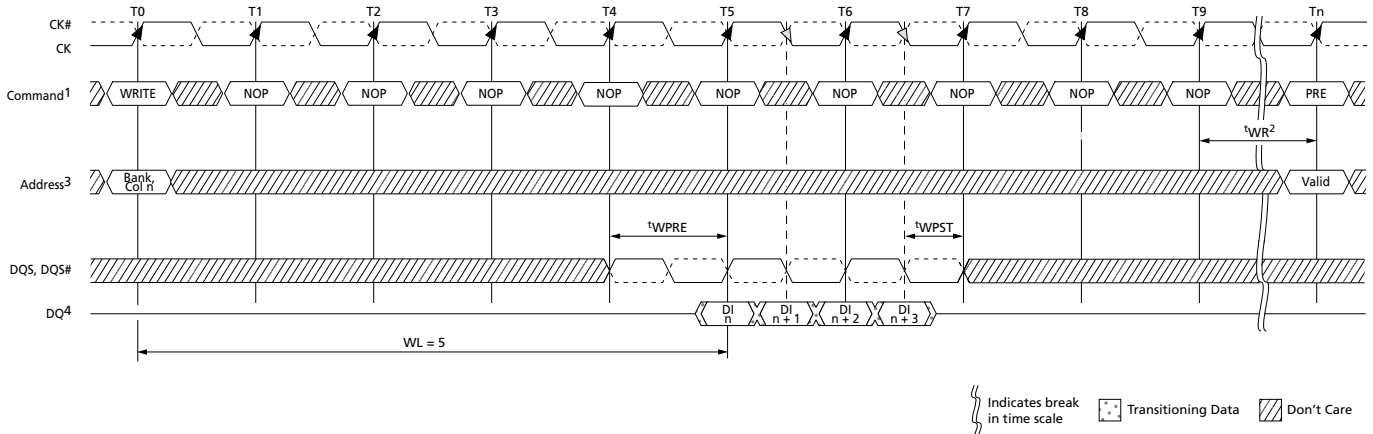 T0 T1 T2 T3 T4 T5 T6 T7 T8 T9 Tn
CK#
CK
Command1 WRITE NOP NOP NOP NOP NOP NOP NOP NOP NOP PRE
tWR2
Address3 Bank, Col n Valid
tWPRE tWPST
DQS, DQS#
DQ4 DI n DI n + 1 DI n + 2 DI n + 3
WL = 5
Indicates break
in time scale
Transitioning Data
Don't Care